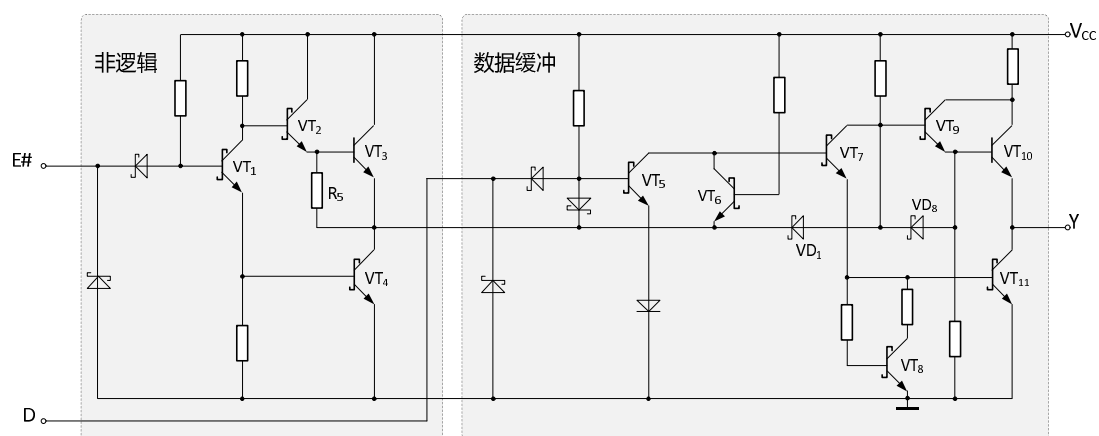 非逻辑
数据缓冲
V_CC
VT₂
VT₉
E#
VT₁
VT₃
VT₇
VT₁₀
R₅
VT₅
VT₆
VD₈
Y
VD₁
VT₄
VT₁₁
VT₈
D